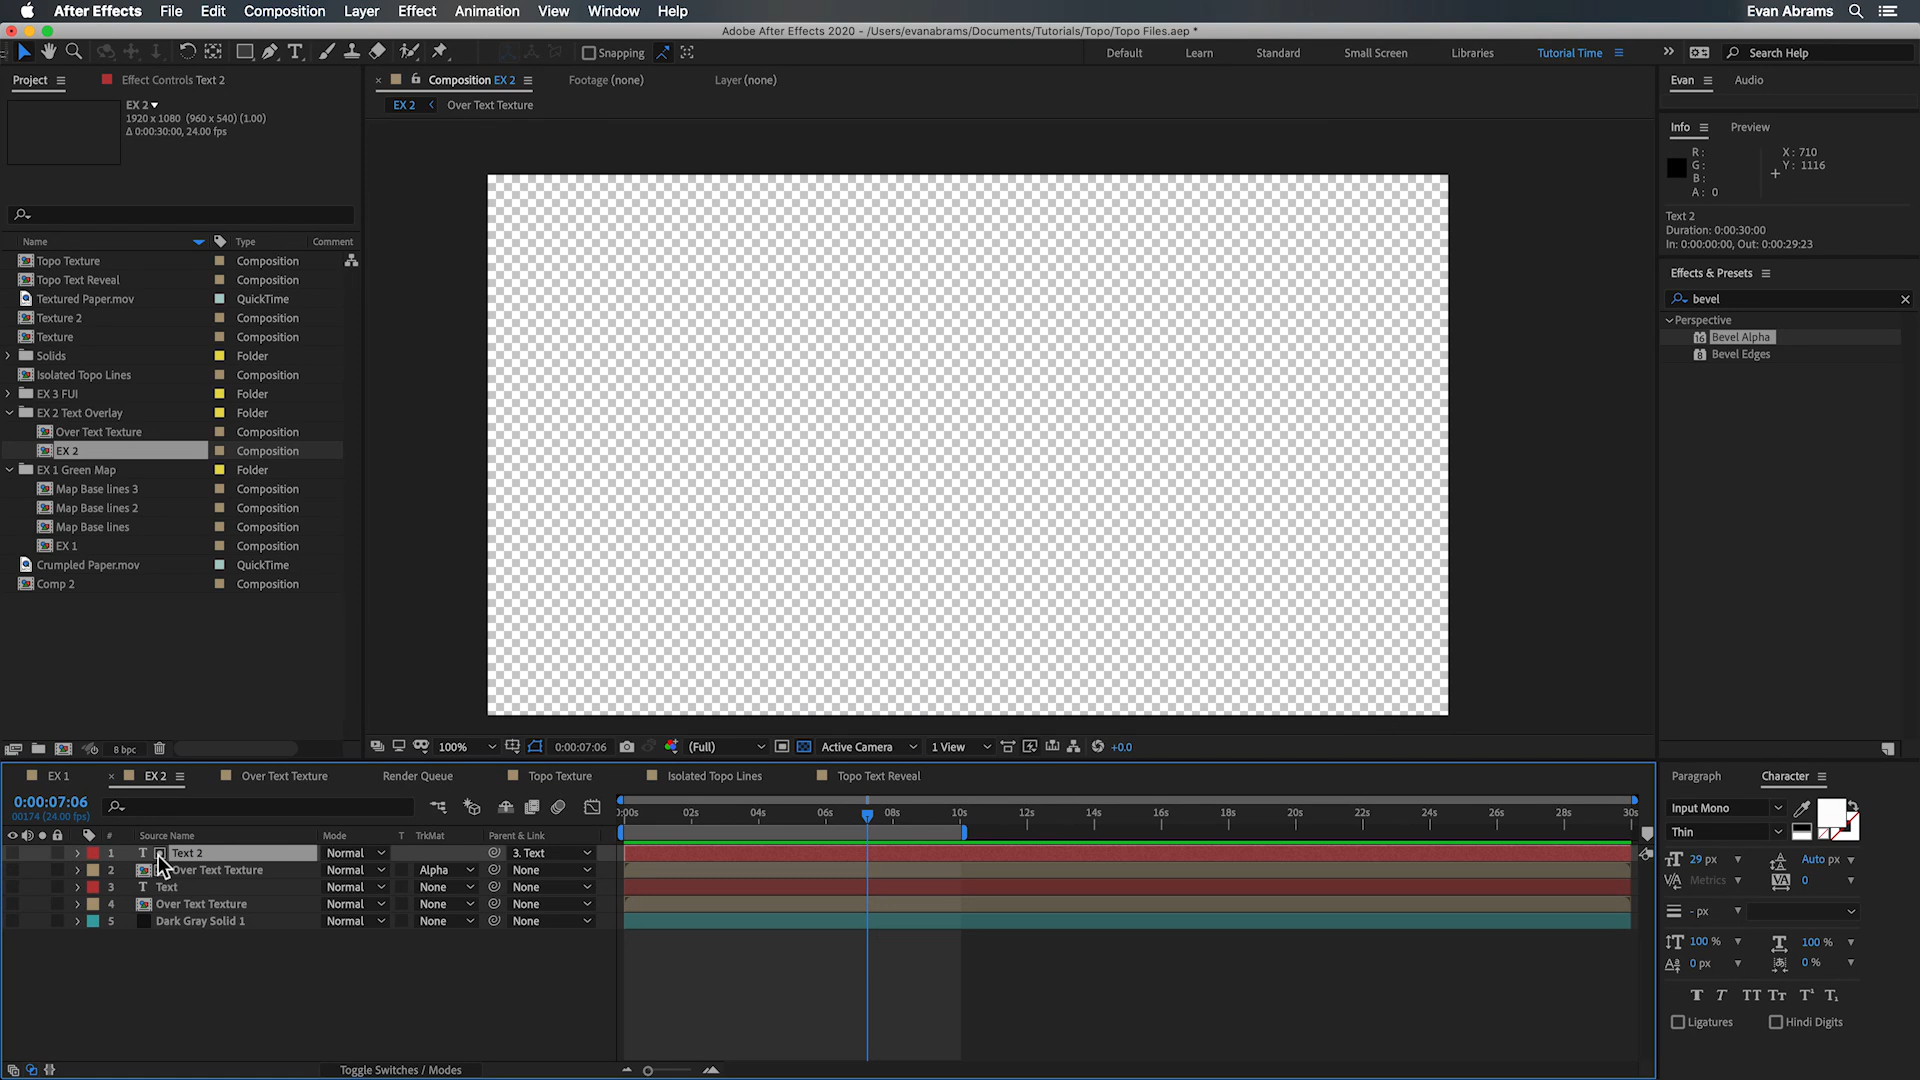 After Effects File Edit Composition Layer Effect Animation View Window Help Evan Abrams
Adobe After Effects 2020 - /Users/evanabrams/Documents/Tutorials/Topo/Topo Files.aep *
Snapping Default Learn Standard Small Screen Libraries Tutorial Time Search Help
Project Effect Controls Text 2
Composition EX 2 Footage (none) Layer (none)
Evan Audio
EX 2
1920 x 1080 (960 x 540) (1.00)
Δ 0:00:30:00, 24.00 fps
EX 2 Over Text Texture
Info Preview
R:
G:
B:
A: 0
X: 710
Y: 1116
Text 2
Duration: 0:00:30:00
In: 0:00:00:00, Out: 0:00:29:23
Effects & Presets
bevel
Perspective
16 Bevel Alpha
8 Bevel Edges
Name Type Comment
Topo Texture Composition
Topo Text Reveal Composition
Textured Paper.mov QuickTime
Texture 2 Composition
Texture Composition
Solids Folder
Isolated Topo Lines Composition
EX 3 FUI Folder
EX 2 Text Overlay Folder
Over Text Texture Composition
EX 2 Composition
EX 1 Green Map Folder
Map Base lines 3 Composition
Map Base lines 2 Composition
Map Base lines Composition
EX 1 Composition
Crumpled Paper.mov QuickTime
Comp 2 Composition
8 bpc
100% 0:00:07:06 (Full) Active Camera 1 View +0.0
EX 1 EX 2 Over Text Texture Render Queue Topo Texture Isolated Topo Lines Topo Text Reveal
0:00:07:06
00174 (24.00 fps)
:00s 02s 04s 06s 08s 10s 12s 14s 16s 18s 20s 22s 24s 26s 28s 30s
# Source Name Mode T TrkMat Parent & Link
1 T Text 2 Normal 3. Text
2 Over Text Texture Normal Alpha None
3 T Text Normal None None
4 Over Text Texture Normal None None
5 Dark Gray Solid 1 Normal None None
Toggle Switches / Modes
Paragraph Character
Input Mono
Thin
29 px Auto px
Metrics 0
- px
100 % 100 %
0 px 0 %
T T TT Tr T¹ T₁
Ligatures Hindi Digits